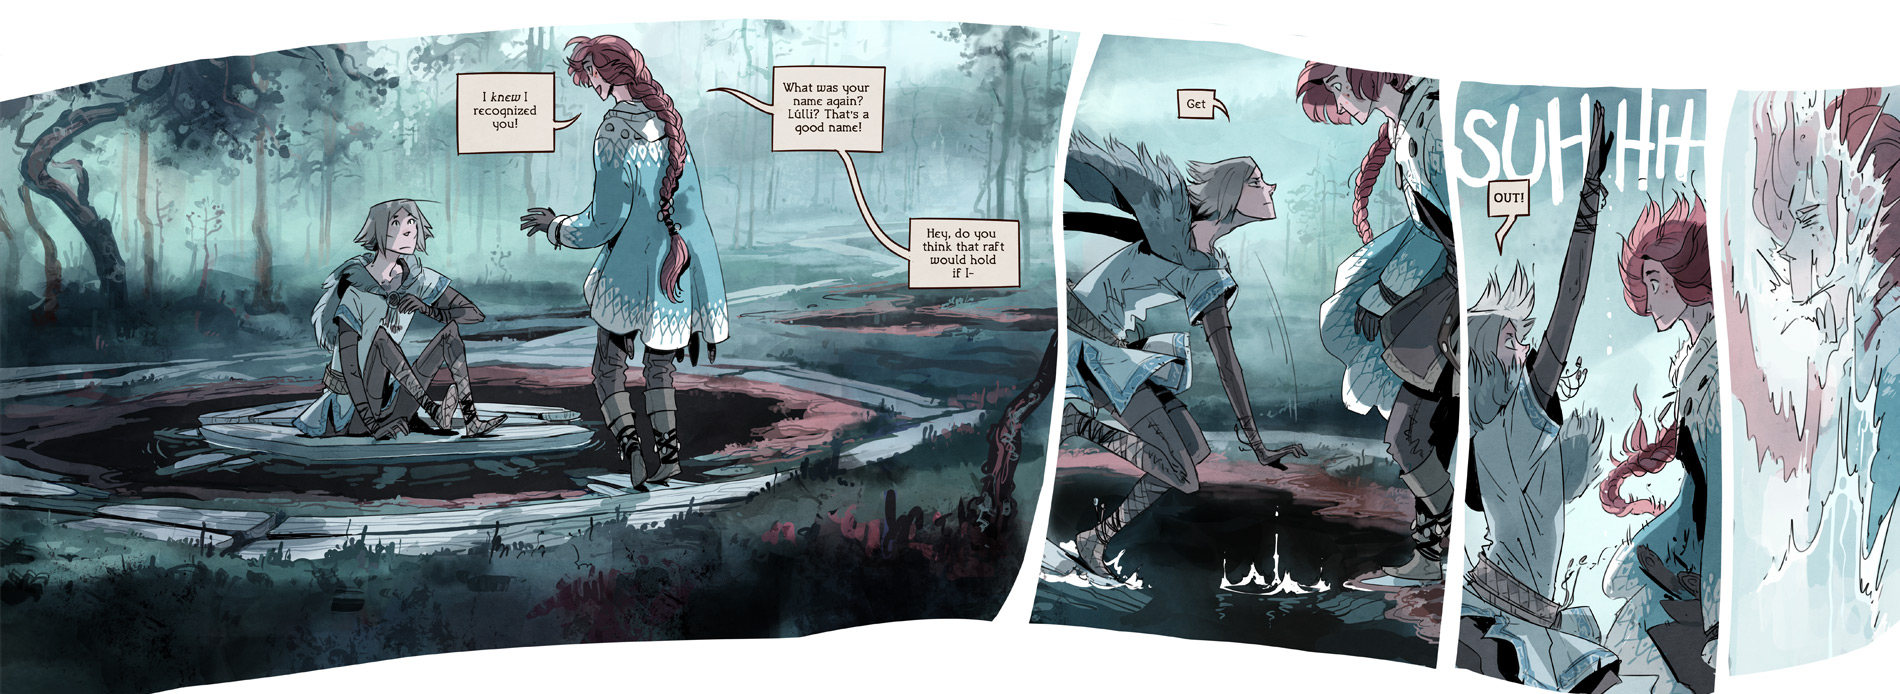 I knew I
recognized
you!
What was your
name again?
Lúlli? That's a
good name!
Hey, do you
think that raft
would hold
if I-
Get
SUHHH
OUT!